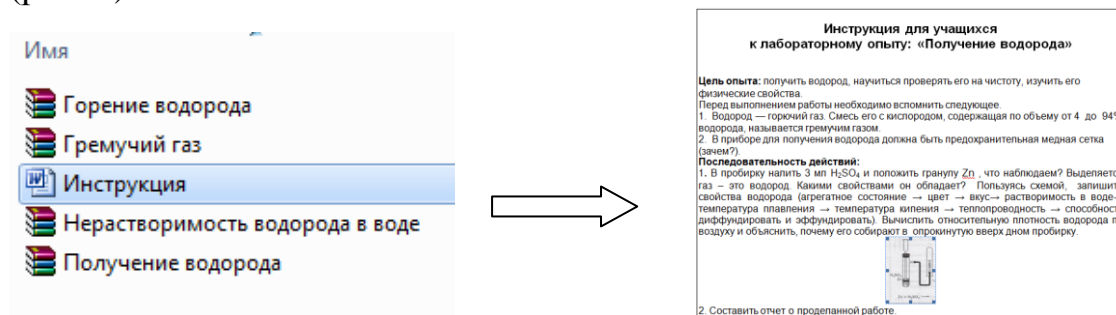 Имя
Горение водорода
Гремучий газ
Инструкция
Нерастворимость водорода в воде
Получение водорода
Инструкция для учащихся
к лабораторному опыту: «Получение водорода»
Цель опыта: получить водород, научиться проверять его на чистоту, изучить его
физические свойства.
Перед выполнением работы необходимо вспомнить следующее.
1. Водород — горючий газ. Смесь его с кислородом, содержащая по объему от 4 до 94%
водорода, называется гремучим газом.
2. В приборе для получения водорода должна быть предохранительная медная сетка
(зачем?).
Последовательность действий:
1. В пробирку налить 3 мл H₂SO₄ и положить гранулу Zn , что наблюдаем?
газ – это водород. Какими свойствами он обладает? Пользуясь схемой,
свойства водорода (агрегатное состояние → цвет → вкус→ растворимость в воде
температура плавления → температура кипения → теплопроводность →
диффундировать и эффундировать). Вычислить относительную плотность водорода
воздуху и объяснить, почему его собирают в опрокинутую вверх дном пробирку.
2. Составить отчет о проделанной работе.